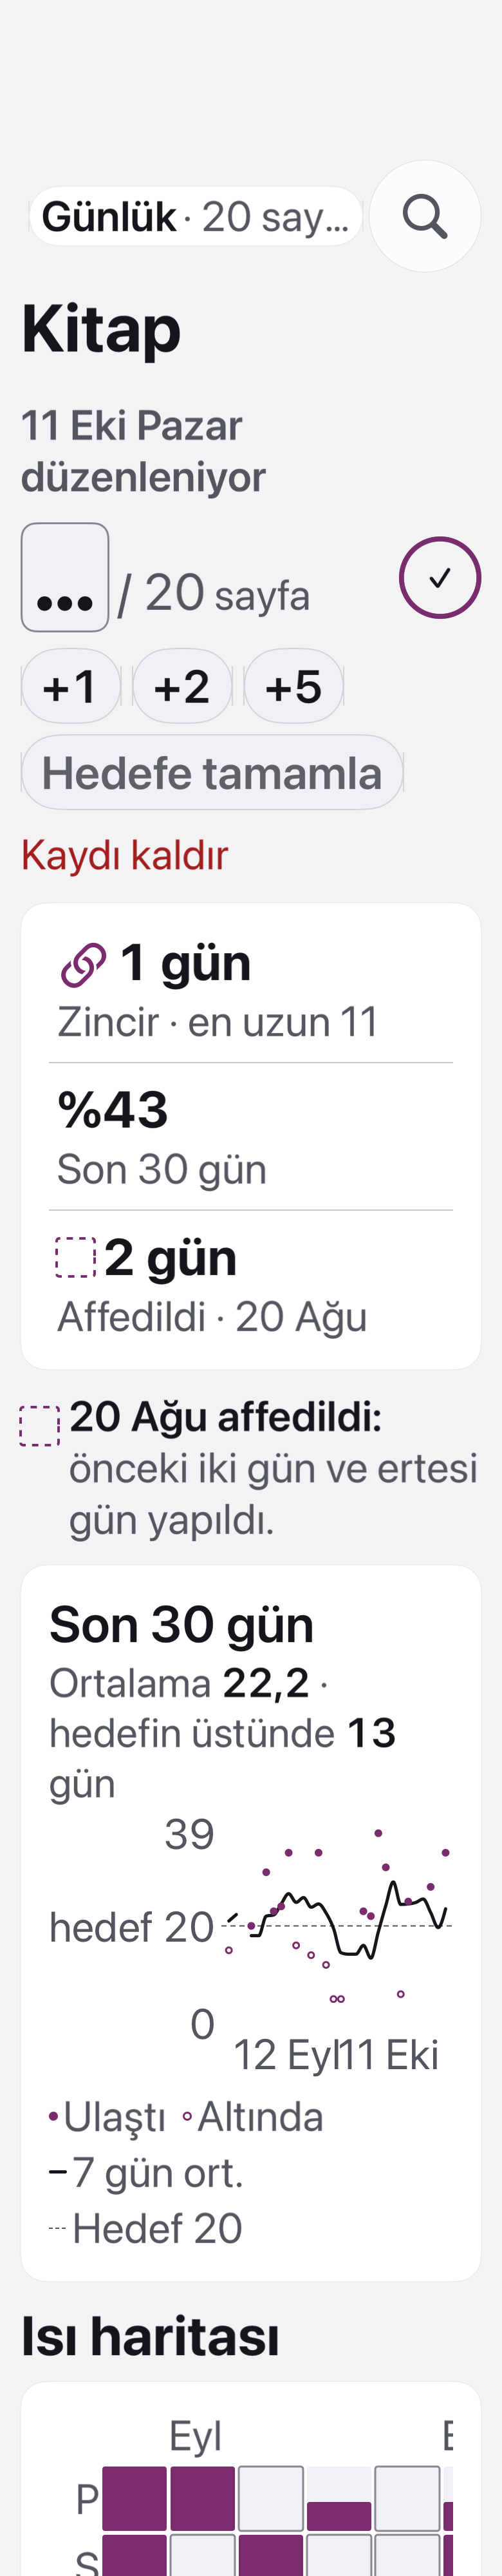 Günlük · 20 say...
Kitap
11 Eki Pazar
düzenleniyor
... / 20 sayfa
+1 +2 +5
Hedefe tamamla
Kaydı kaldır
1 gün
Zincir · en uzun 11
%43
Son 30 gün
2 gün
Affedildi · 20 Ağu
20 Ağu affedildi:
önceki iki gün ve ertesi
gün yapıldı.
Son 30 gün
Ortalama 22,2 ·
hedefin üstünde 13
gün
39
hedef 20
0
12 Eyl 11 Eki
Ulaştı Altında
7 gün ort.
Hedef 20
Isı haritası
Eyl
P
S